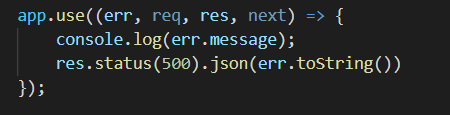 app.use((err, req, res, next) => {
    console.log(err.message);
    res.status(500).json(err.toString())
});